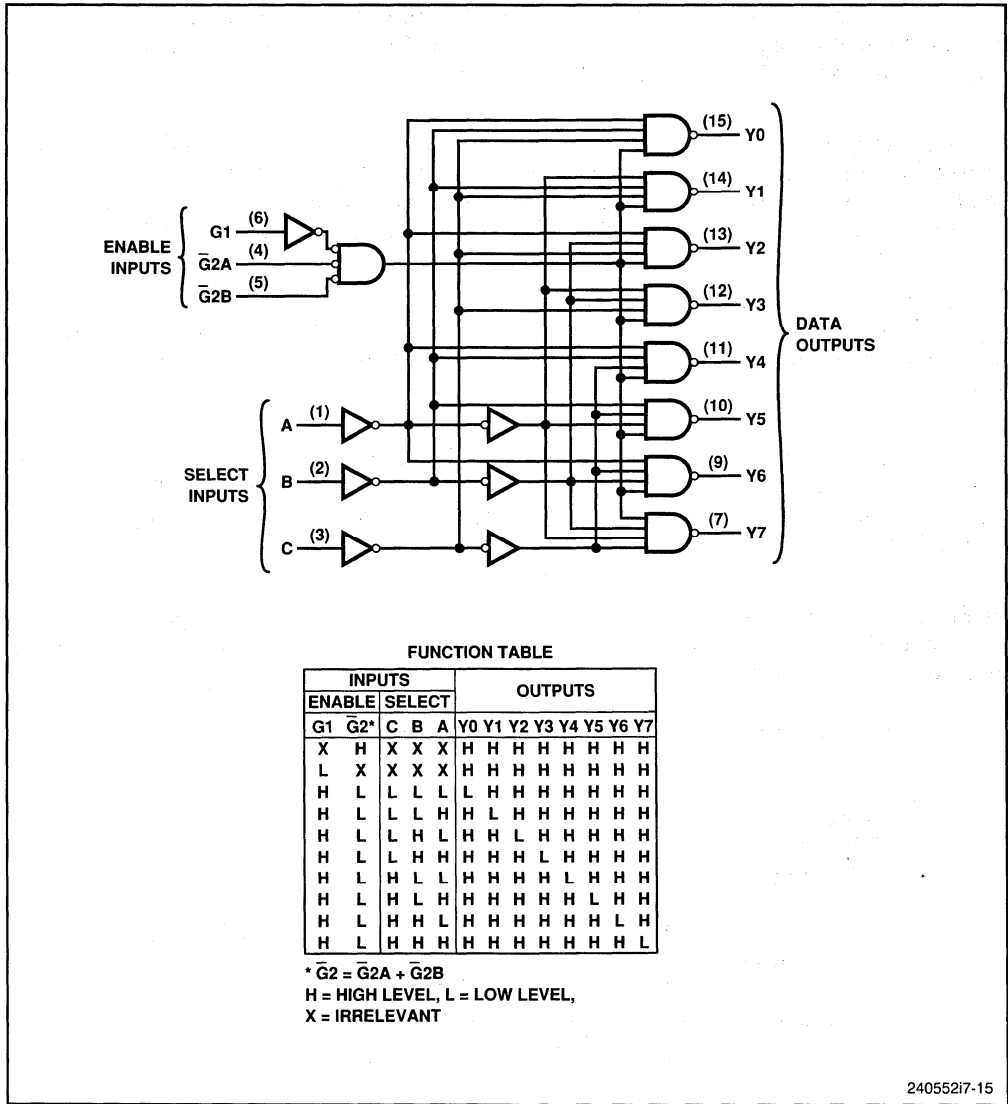 (15) Y0
(14) Y1
G1 (6)
(13) Y2
ENABLE INPUTS
G̅2A (4)
G̅2B (5)
(12) Y3
DATA OUTPUTS
(11) Y4
A (1)
(10) Y5
SELECT INPUTS
B (2)
(9) Y6
C (3)
(7) Y7
FUNCTION TABLE
INPUTS OUTPUTS
ENABLE SELECT
G1 G̅2* C B A Y0 Y1 Y2 Y3 Y4 Y5 Y6 Y7
X H X X X H H H H H H H H
L X X X X H H H H H H H H
H L L L L L H H H H H H H
H L L L H H L H H H H H H
H L L H L H H L H H H H H
H L L H H H H H L H H H H
H L H L L H H H H L H H H
H L H L H H H H H H L H H
H L H H L H H H H H H L H
H L H H H H H H H H H H L
* G̅2 = G̅2A + G̅2B
H = HIGH LEVEL, L = LOW LEVEL,
X = IRRELEVANT
240552i7-15